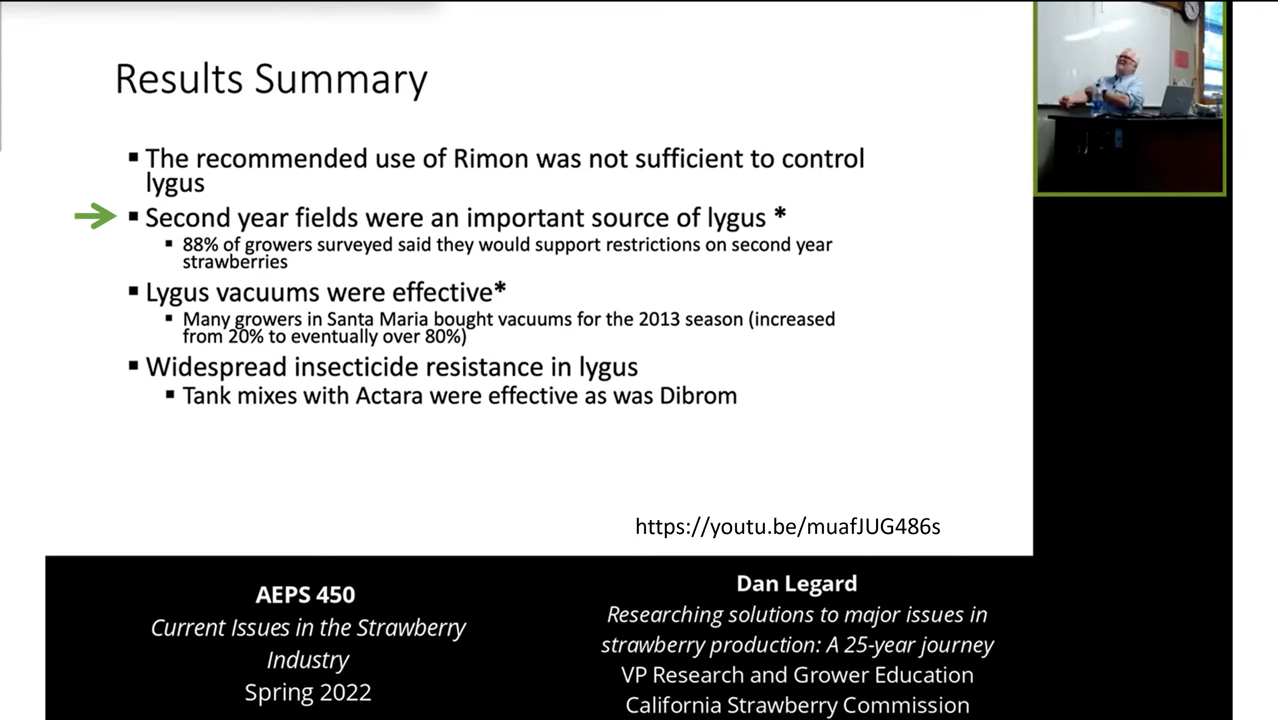 Results Summary
▪ The recommended use of Rimon was not sufficient to control
lygus
▪ Second year fields were an important source of lygus *
▪ 88% of growers surveyed said they would support restrictions on second year
strawberries
▪ Lygus vacuums were effective*
▪ Many growers in Santa Maria bought vacuums for the 2013 season (increased
from 20% to eventually over 80%)
▪ Widespread insecticide resistance in lygus
▪ Tank mixes with Actara were effective as was Dibrom
https://youtu.be/muafJUG486s
AEPS 450
Current Issues in the Strawberry
Industry
Spring 2022
Dan Legard
Researching solutions to major issues in
strawberry production: A 25-year journey
VP Research and Grower Education
California Strawberry Commission